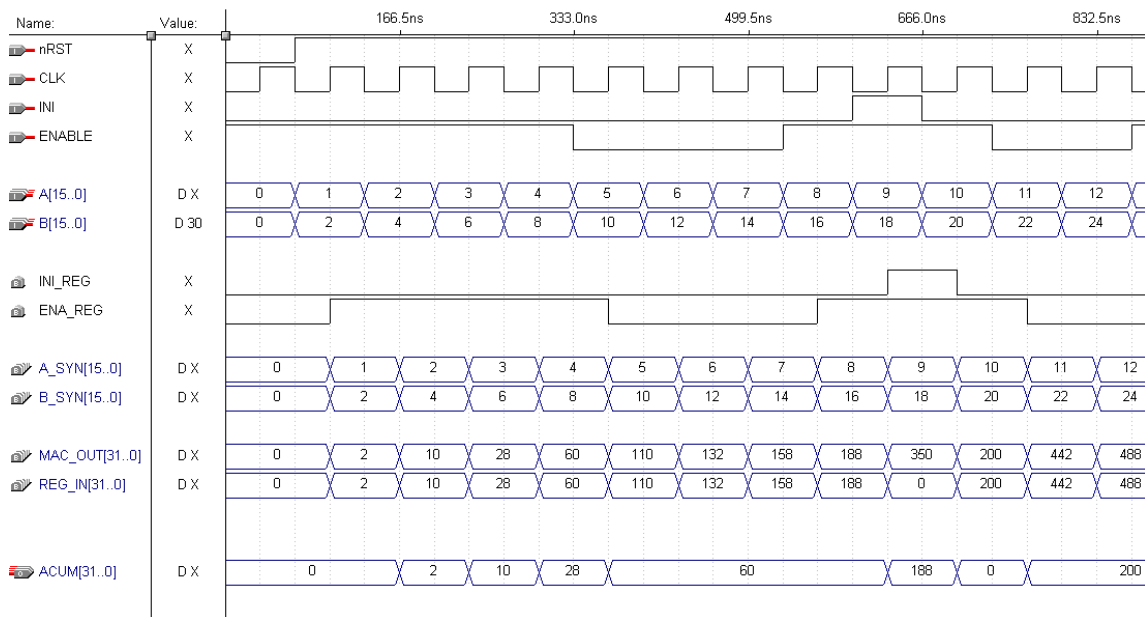 Name: Value: 166.5ns 333.0ns 499.5ns 666.0ns 832.5ns
nRST X
CLK X
INI X
ENABLE X
A[15..0] D X 0 1 2 3 4 5 6 7 8 9 10 11 12
B[15..0] D 30 0 2 4 6 8 10 12 14 16 18 20 22 24
INI_REG X
ENA_REG X
A_SYN[15..0] D X 0 1 2 3 4 5 6 7 8 9 10 11 12
B_SYN[15..0] D X 0 2 4 6 8 10 12 14 16 18 20 22 24
MAC_OUT[31..0] D X 0 2 10 28 60 110 132 158 188 350 200 442 488
REG_IN[31..0] D X 0 2 10 28 60 110 132 158 188 0 200 442 488
ACUM[31..0] D X 0 2 10 28 60 188 0 200